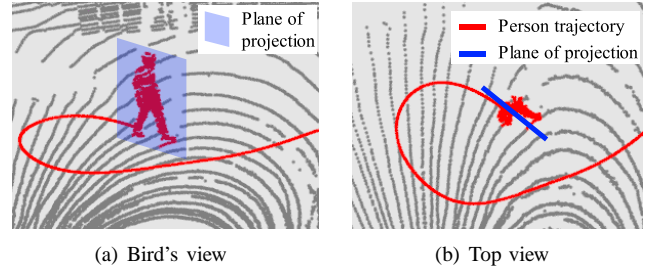 Plane of
projection
Person trajectory
Plane of projection
(a) Bird's view
(b) Top view